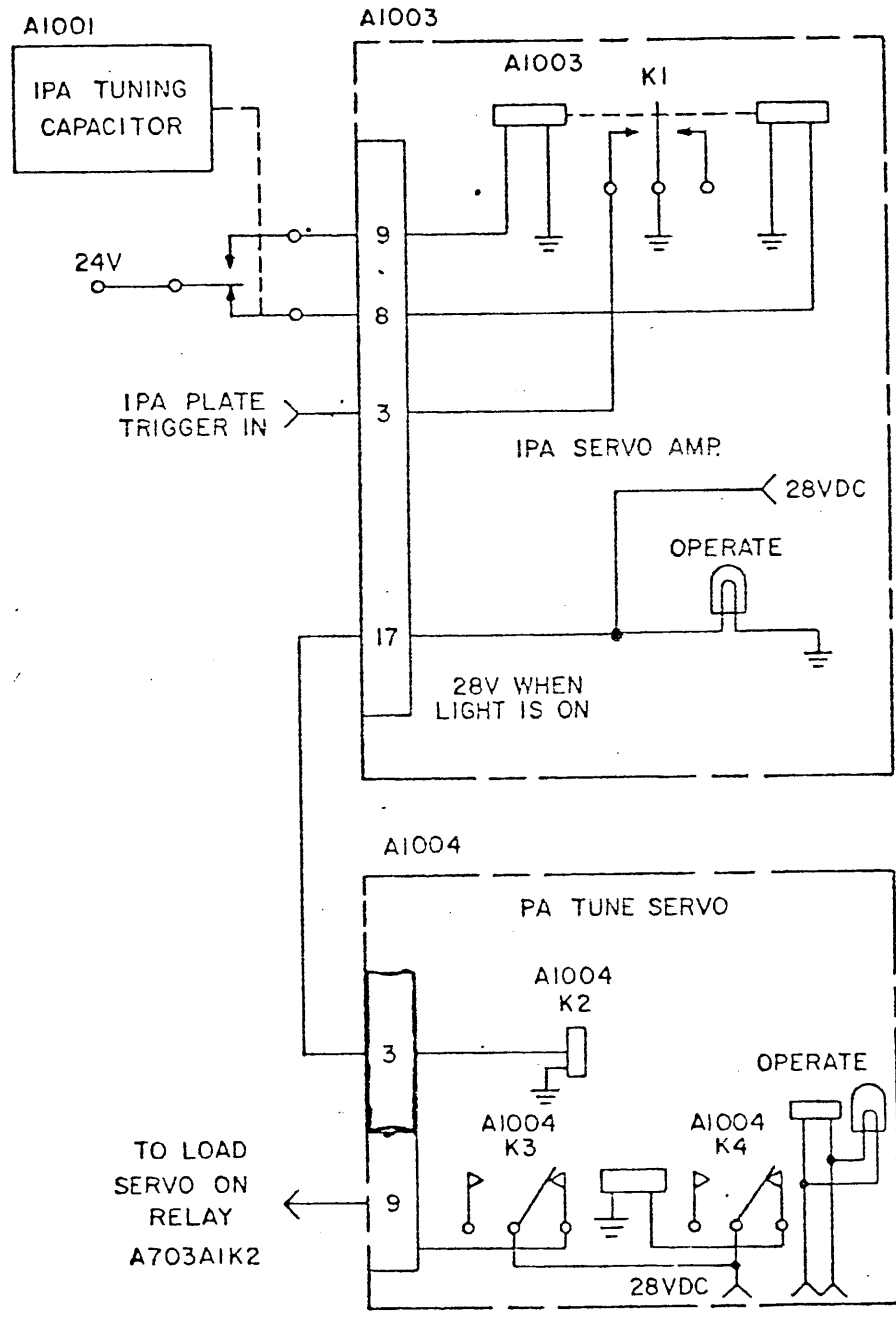 A1001
A1003
IPA TUNING
CAPACITOR
A1003
K1
9
24V
8
IPA PLATE
TRIGGER IN
3
IPA SERVO AMP.
28VDC
OPERATE
17
28V WHEN
LIGHT IS ON
A1004
PA TUNE SERVO
A1004
K2
3
OPERATE
A1004
K3
A1004
K4
TO LOAD
SERVO ON
RELAY
A703A1K2
9
28VDC